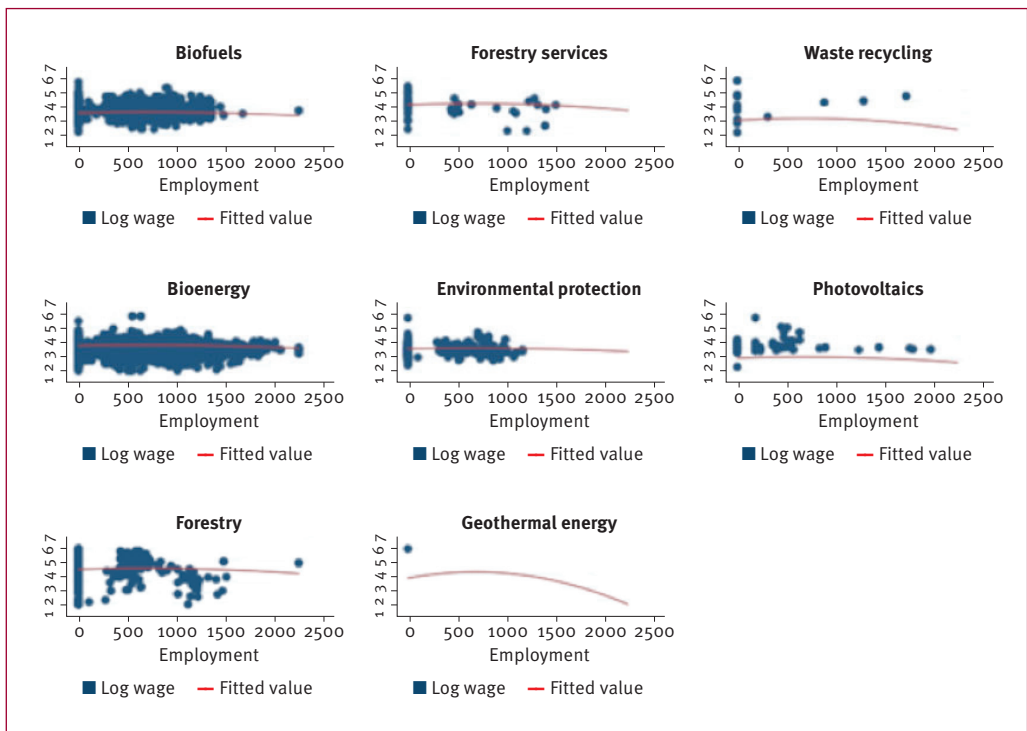 Biofuels
1 2 3 4 5 6 7
0 500 1000 1500 2000 2500
Employment
Log wage Fitted value
Forestry services
1 2 3 4 5 6 7
0 500 1000 1500 2000 2500
Employment
Log wage Fitted value
Waste recycling
1 2 3 4 5 6 7
0 500 1000 1500 2000 2500
Employment
Log wage Fitted value
Bioenergy
1 2 3 4 5 6 7
0 500 1000 1500 2000 2500
Employment
Log wage Fitted value
Environmental protection
1 2 3 4 5 6 7
0 500 1000 1500 2000 2500
Employment
Log wage Fitted value
Photovoltaics
1 2 3 4 5 6 7
0 500 1000 1500 2000 2500
Employment
Log wage Fitted value
Forestry
1 2 3 4 5 6 7
0 500 1000 1500 2000 2500
Employment
Log wage Fitted value
Geothermal energy
1 2 3 4 5 6 7
0 500 1000 1500 2000 2500
Employment
Log wage Fitted value